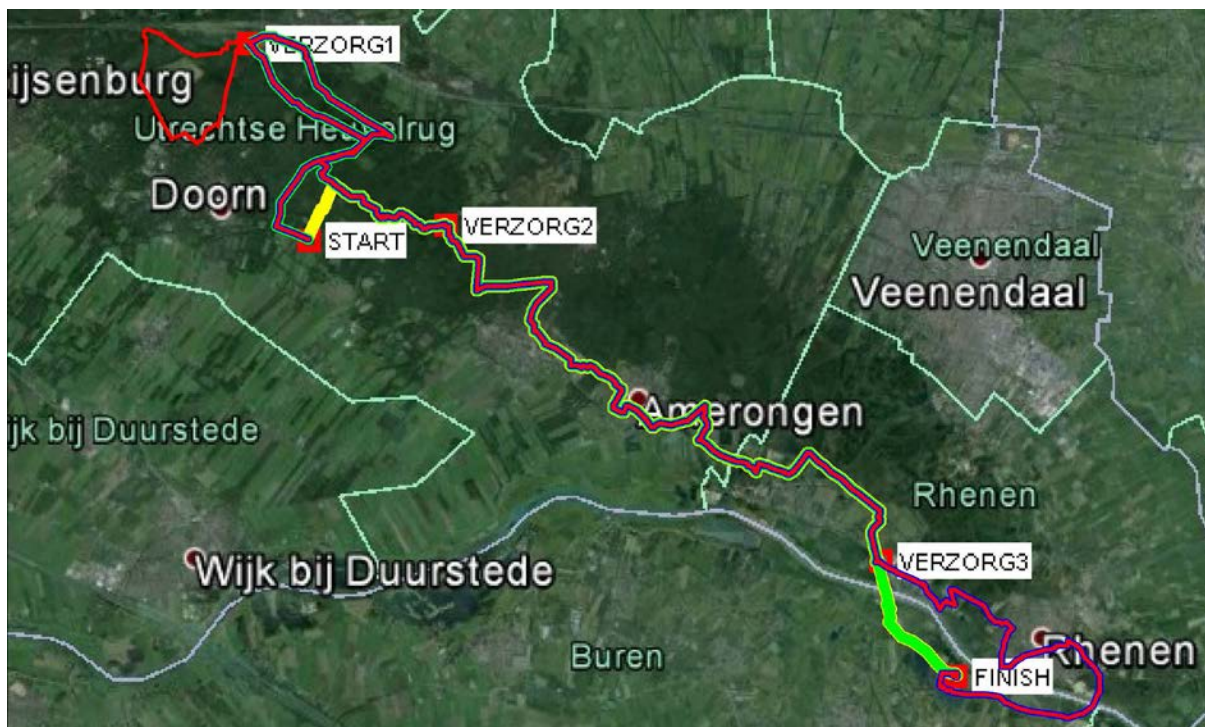 VERZORG1
ijsenburg
Utrechtse Heuvelrug
Doorn
START
VERZORG2
Veenendaal
Veenendaal
Amerongen
ijk bij Duurstede
Rhenen
VERZORG3
Wijk bij Duurstede
Buren
Rhenen
FINISH